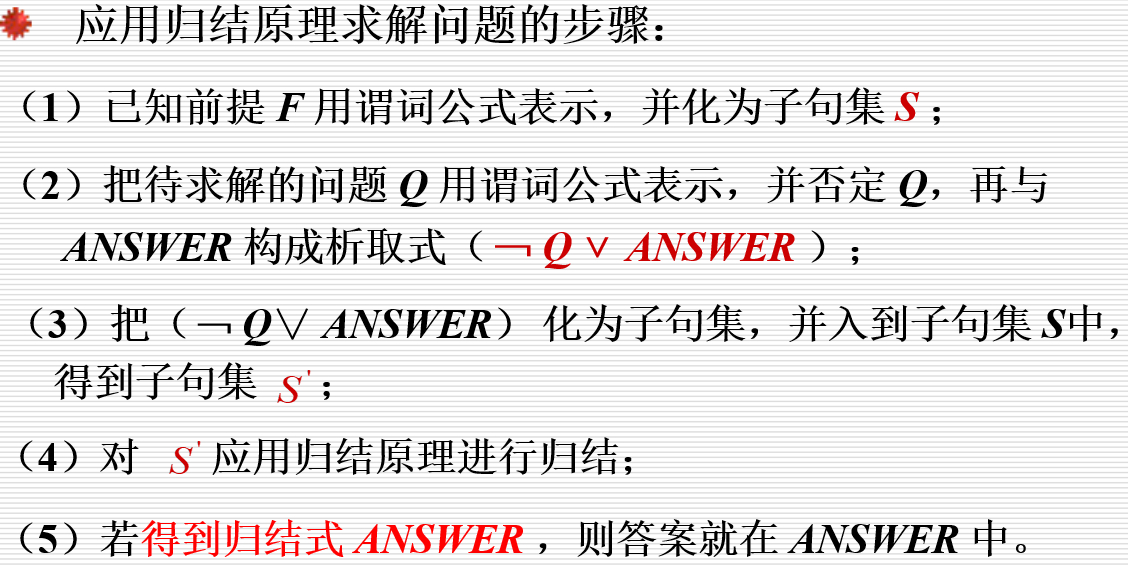 应用归结原理求解问题的步骤：
（1）已知前提 F 用谓词公式表示，并化为子句集 S ；
（2）把待求解的问题 Q 用谓词公式表示，并否定 Q，再与
ANSWER 构成析取式（ ﹁ Q ∨ ANSWER ）；
（3）把（ ﹁ Q∨ ANSWER） 化为子句集，并入到子句集 S中，
得到子句集 S'；
（4）对 S' 应用归结原理进行归结；
（5）若得到归结式 ANSWER ，则答案就在 ANSWER 中。